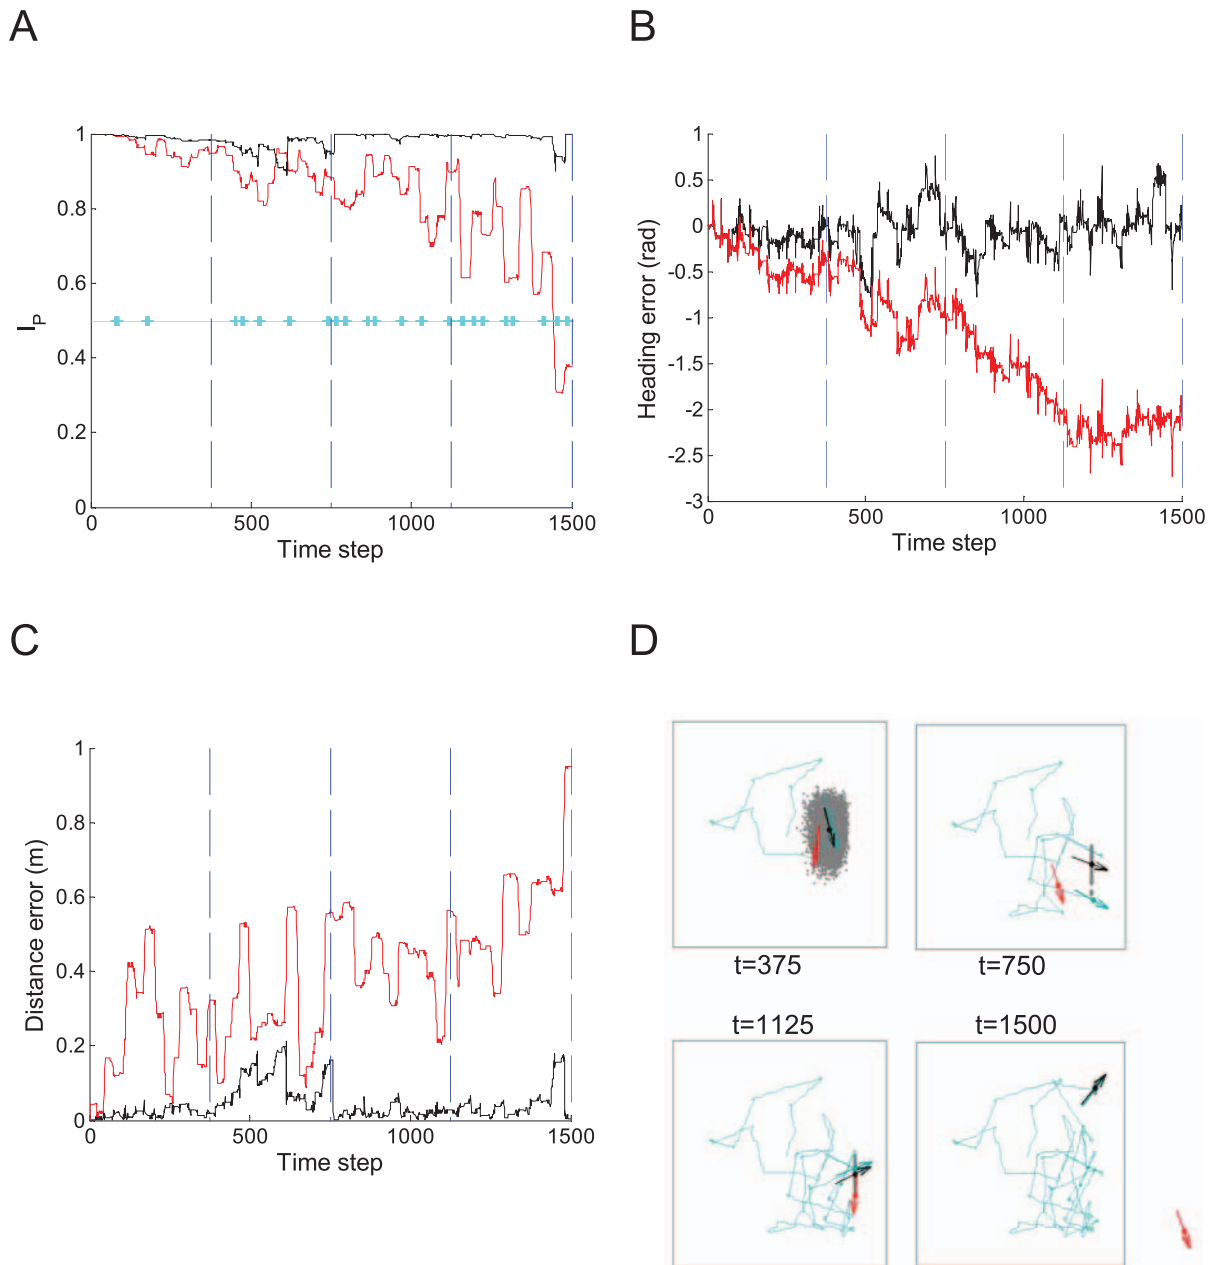 A
B
1
0.8
0.6
0.4
0.2
0
I_P
0
500
1000
1500
Time step
1
0.5
0
-0.5
-1
-1.5
-2
-2.5
-3
Heading error (rad)
0
500
1000
1500
Time step
C
D
1
0.8
0.6
0.4
0.2
0
Distance error (m)
0
500
1000
1500
Time step
t=375
t=750
t=1125
t=1500